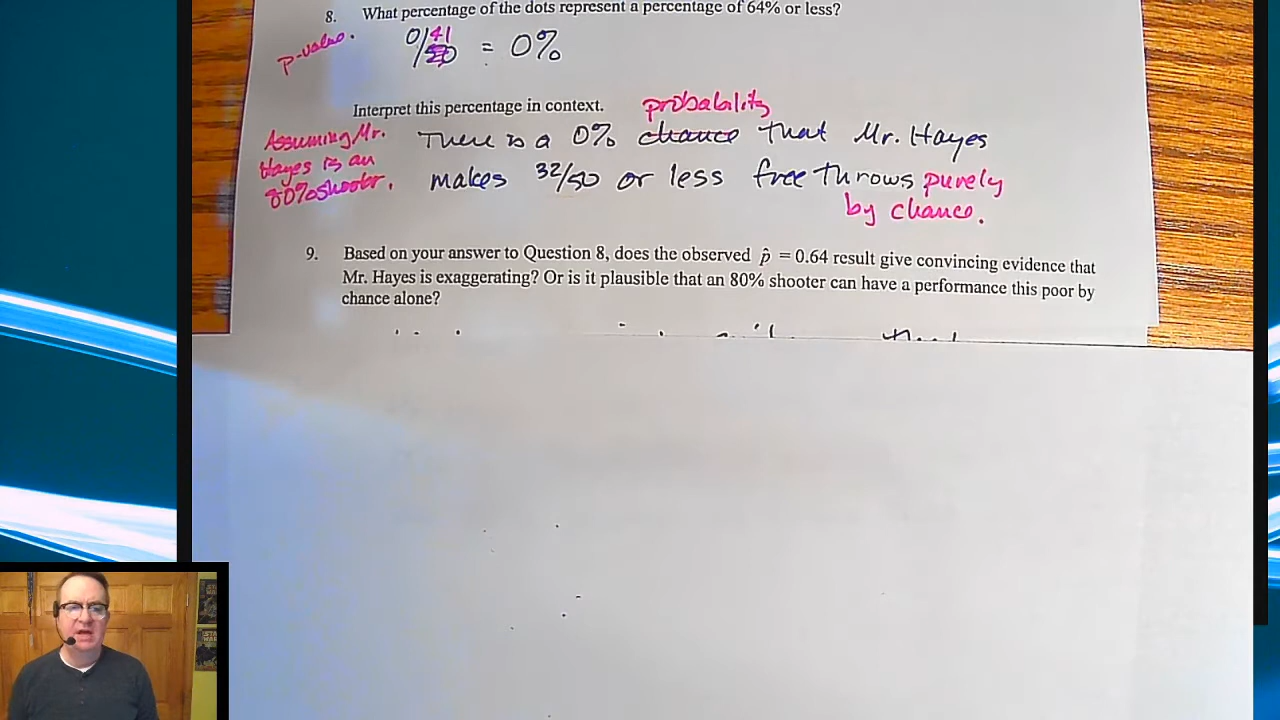 8. What percentage of the dots represent a percentage of 64% or less?
p-value. 0/50 41 = 0%
Interpret this percentage in context. probability
Assuming Mr. There is a 0% chance that Mr. Hayes
Hayes is an makes 32/50 or less free throws purely
80% shooter. by chance.
9. Based on your answer to Question 8, does the observed p̂ = 0.64 result give convincing evidence that
Mr. Hayes is exaggerating? Or is it plausible that an 80% shooter can have a performance this poor by
chance alone?